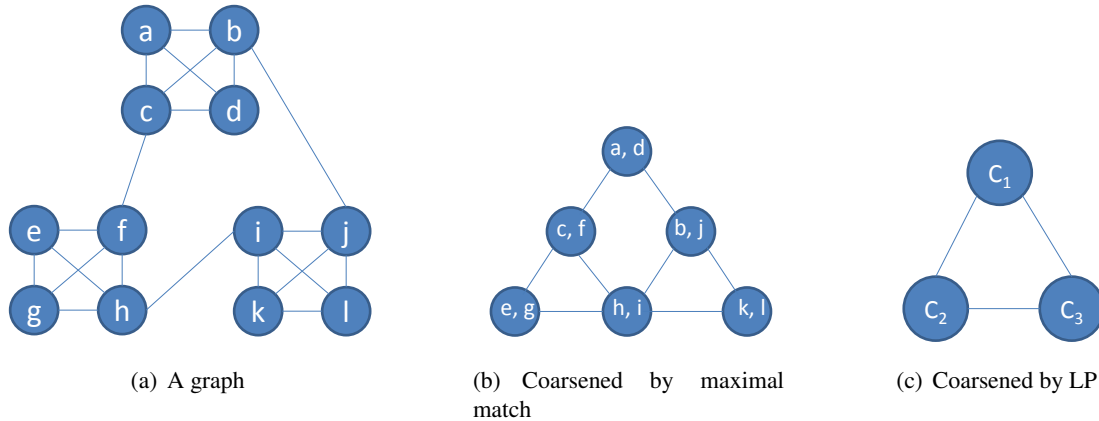 a b
c d
e f
g h
i j
k l
(a) A graph
a, d
c, f b, j
e, g h, i k, l
(b) Coarsened by maximal
match
C1
C2 C3
(c) Coarsened by LP